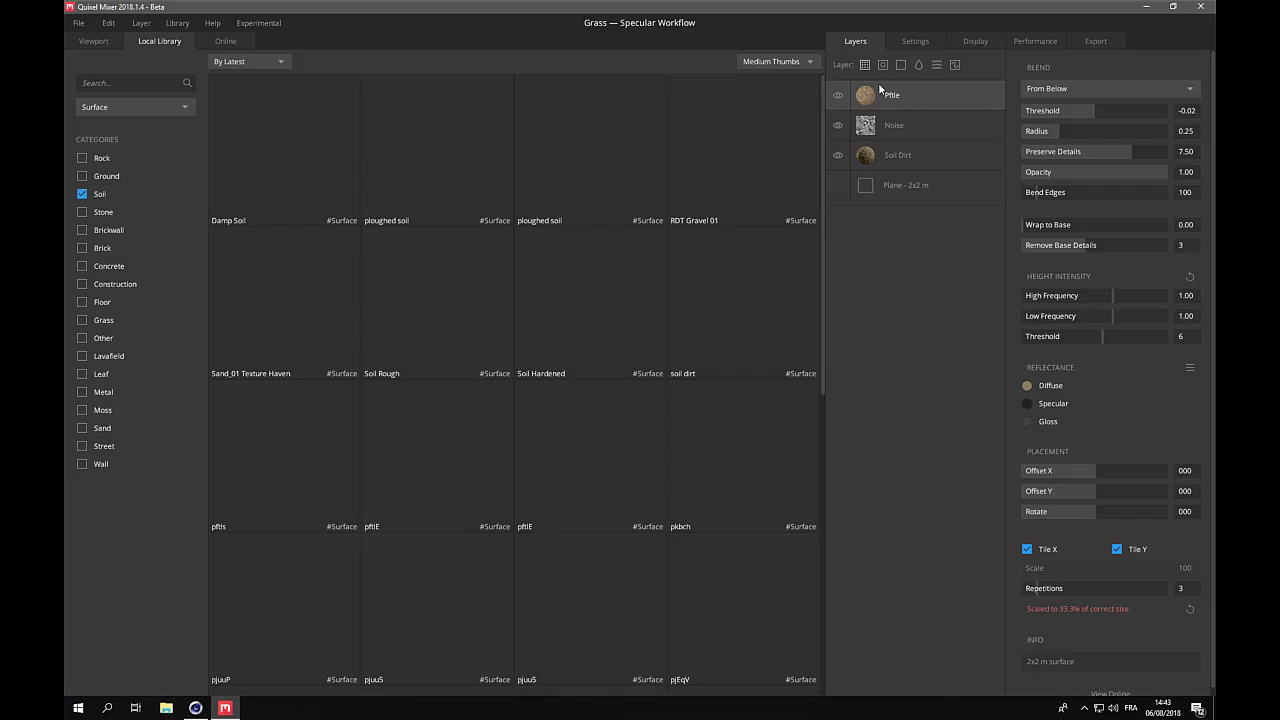 Quixel Mixer 2018.1.4 - Beta
File Edit Layer Library Help Experimental
Grass — Specular Workflow
Viewport Local Library Online
Layers Settings Display Performance Export
Search...
By Latest
Medium Thumbs
Layer:
Surface
CATEGORIES
Rock
Ground
Soil
Stone
Brickwall
Brick
Concrete
Construction
Floor
Grass
Other
Lavafield
Leaf
Metal
Moss
Sand
Street
Wall
Damp Soil #Surface ploughed soil #Surface ploughed soil #Surface RDT Gravel 01 #Surface
Sand_01 Texture Haven #Surface Soil Rough #Surface Soil Hardened #Surface soil dirt #Surface
pftls #Surface pftlE #Surface pftlE #Surface pkbch #Surface
pjuuP #Surface pjuu5 #Surface pjuu5 #Surface pjEqV #Surface
Pftle
Noise
Soil Dirt
Plane - 2x2 m
BLEND
From Below
Threshold -0.02
Radius 0.25
Preserve Details 7.50
Opacity 1.00
Bend Edges 100
Wrap to Base 0.00
Remove Base Details 3
HEIGHT INTENSITY
High Frequency 1.00
Low Frequency 1.00
Threshold 6
REFLECTANCE
Diffuse
Specular
Gloss
PLACEMENT
Offset X 000
Offset Y 000
Rotate 000
Tile X Tile Y
Scale 100
Repetitions 3
Scaled to 33.3% of correct size.
INFO
2x2 m surface
View Online
FRA
14:43
06/08/2018
12